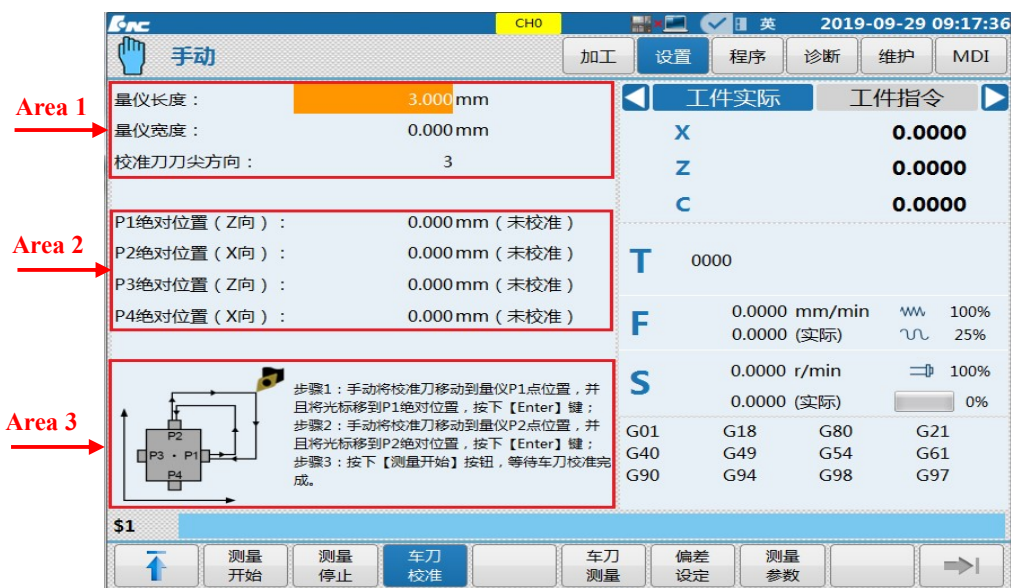 HNC
CH0
英
2019-09-29 09:17:36
手动
加工
设置
程序
诊断
维护
MDI
Area 1
量仪长度： 3.000 mm
量仪宽度： 0.000 mm
校准刀刀尖方向： 3
Area 2
P1绝对位置（Z向）： 0.000 mm（未校准）
P2绝对位置（X向）： 0.000 mm（未校准）
P3绝对位置（Z向）： 0.000 mm（未校准）
P4绝对位置（X向）： 0.000 mm（未校准）
Area 3
P2
P3 · P1
P4
步骤1：手动将校准刀移动到量仪P1点位置，并
且将光标移到P1绝对位置，按下【Enter】键；
步骤2：手动将校准刀移动到量仪P2点位置，并
且将光标移到P2绝对位置，按下【Enter】键；
步骤3：按下【测量开始】按钮，等待车刀校准完
成。
工件实际 工件指令
X 0.0000
Z 0.0000
C 0.0000
T 0000
F 0.0000 mm/min 100%
0.0000 (实际) 25%
S 0.0000 r/min 100%
0.0000 (实际) 0%
G01 G18 G80 G21
G40 G49 G54 G61
G90 G94 G98 G97
$1
测量
开始
测量
停止
车刀
校准
车刀
测量
偏差
设定
测量
参数